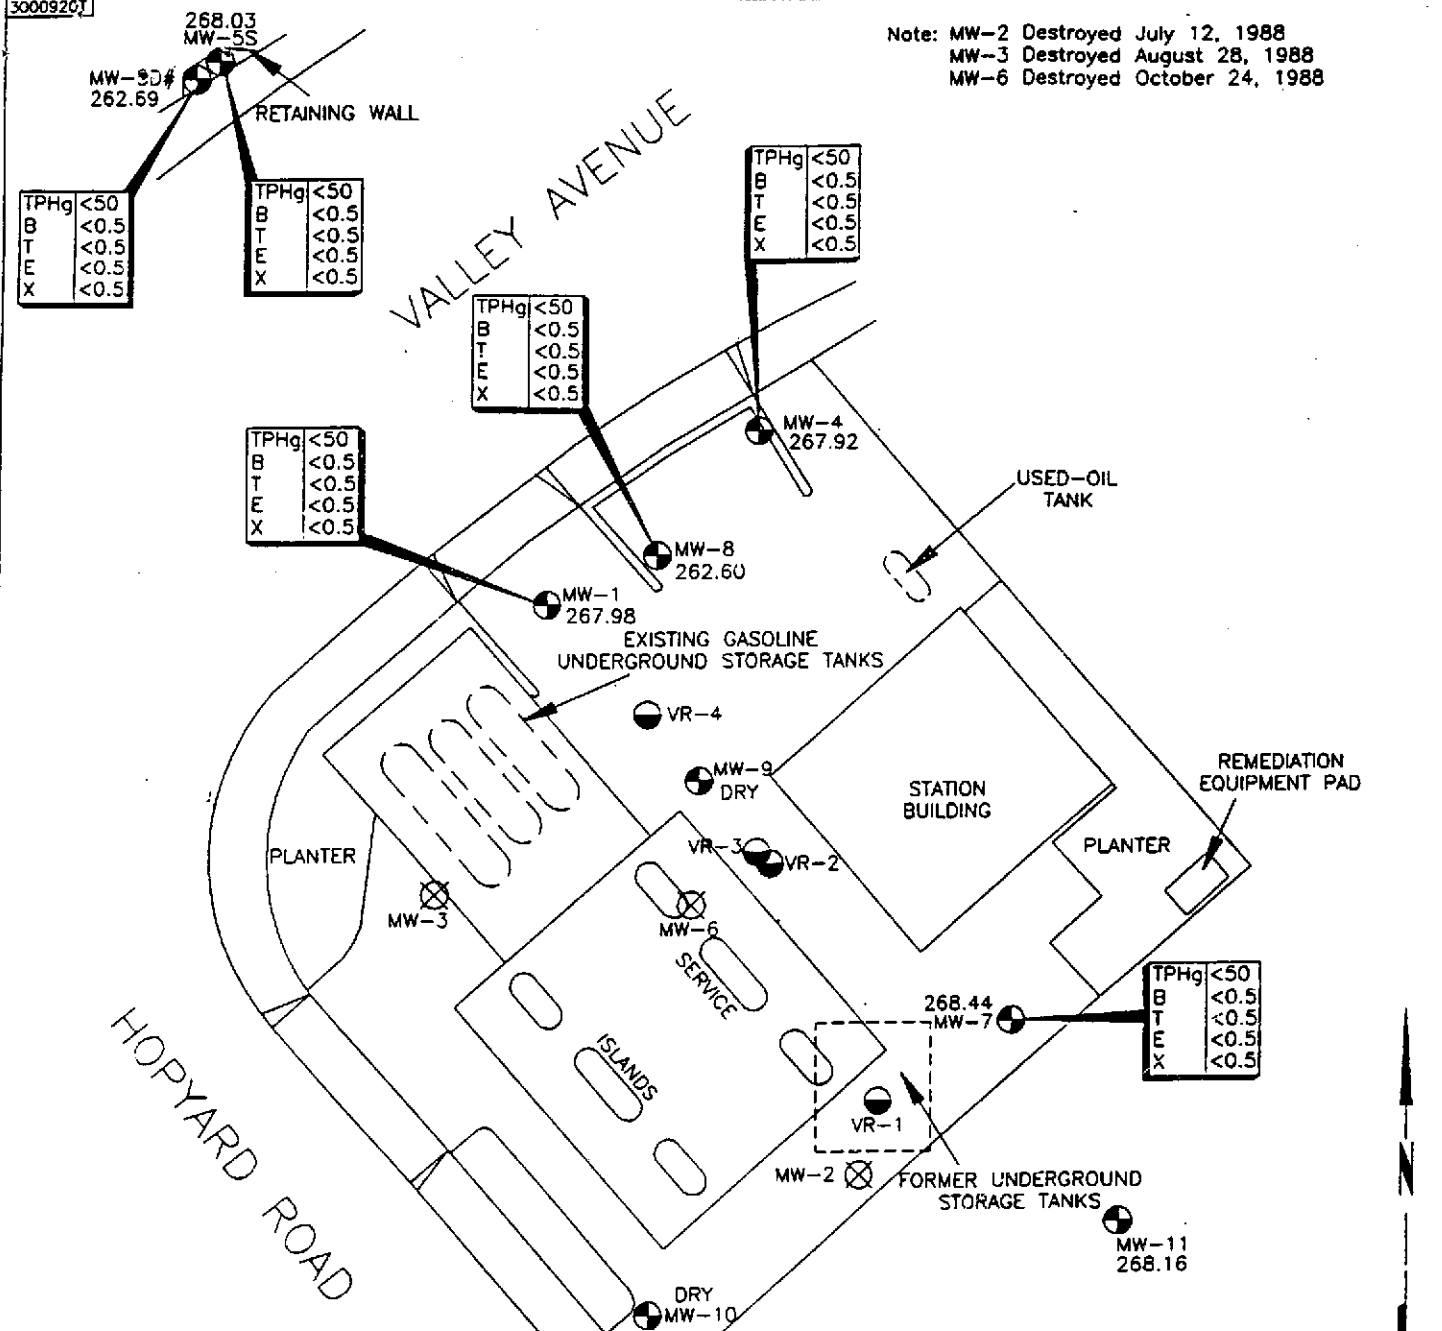 3000920T
268.03
MW-5S
Note: MW-2 Destroyed July 12, 1988
MW-3 Destroyed August 28, 1988
MW-6 Destroyed October 24, 1988
262.69
RETAINING WALL
VALLEY AVENUE
TPHg <50
B <0.5
T <0.5
E <0.5
X <0.5
TPHg <50
B <0.5
T <0.5
E <0.5
X <0.5
TPHg <50
B <0.5
T <0.5
E <0.5
X <0.5
TPHg <50
B <0.5
T <0.5
E <0.5
X <0.5
TPHg <50
B <0.5
T <0.5
E <0.5
X <0.5
MW-4
267.92
USED-OIL
TANK
MW-8
262.60
MW-1
267.98
EXISTING GASOLINE
UNDERGROUND STORAGE TANKS
VR-4
MW-9
DRY
STATION
BUILDING
REMEDIATION
EQUIPMENT PAD
PLANTER
VR-3
VR-2
PLANTER
MW-3
MW-6
SERVICE
ISLANDS
268.44
MW-7
TPHg <50
B <0.5
T <0.5
E <0.5
X <0.5
VR-1
MW-2
FORMER UNDERGROUND
STORAGE TANKS
HOPYARD ROAD
MW-11
268.16
DRY
MW-10
N